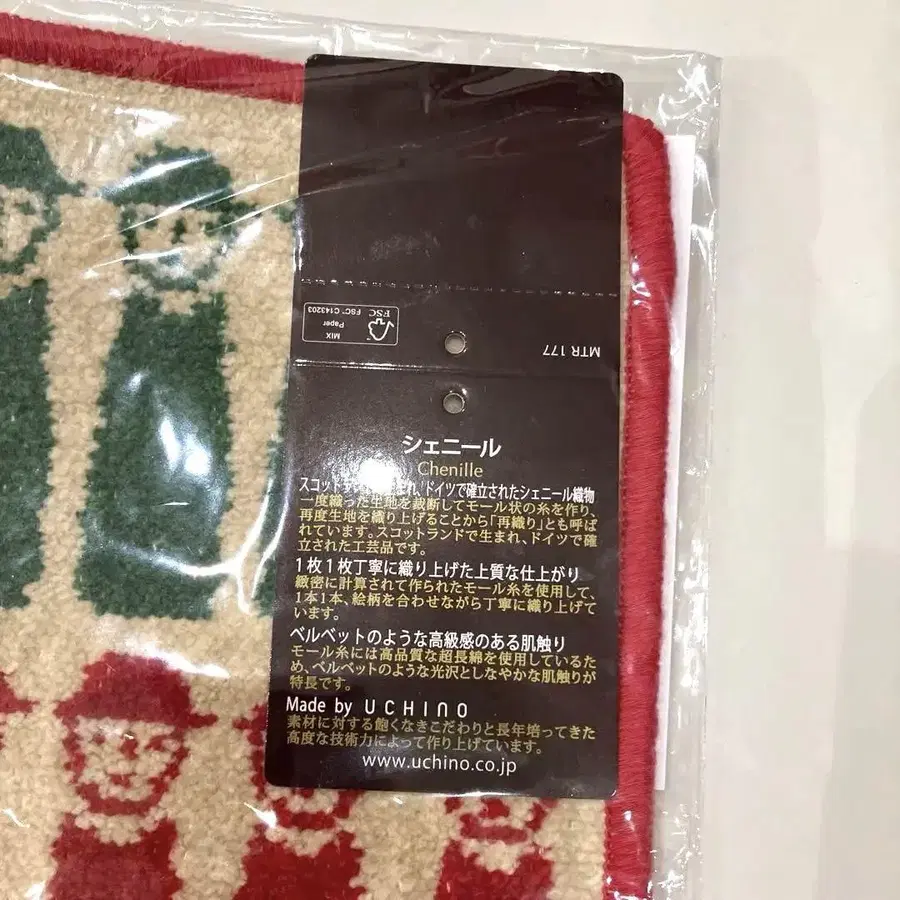 FSC
FSC® C143203
MIX
Paper
MTR 177
シェニール
Chenille
スコット まれ、ドイツで確立されたシェニール織物
一度織った生地を裁断してモール状の糸を作り、
再度生地を織り上げることから「再織り」とも呼ば
れています。スコットランドで生まれ、ドイツで確
立された工芸品です。
1枚1枚丁寧に織り上げた上質な仕上がり
緻密に計算されて作られたモール糸を使用して、
1本1本、絵柄を合わせながら丁寧に織り上げて
います。
ベルベットのような高級感のある肌触り
モール糸には高品質な超長綿を使用しているた
め、ベルベットのような光沢としなやかな肌触りが
特長です。
Made by UCHINO
素材に対する飽くなきこだわりと長年培ってきた
高度な技術力によって作り上げています。
www.uchino.co.jp